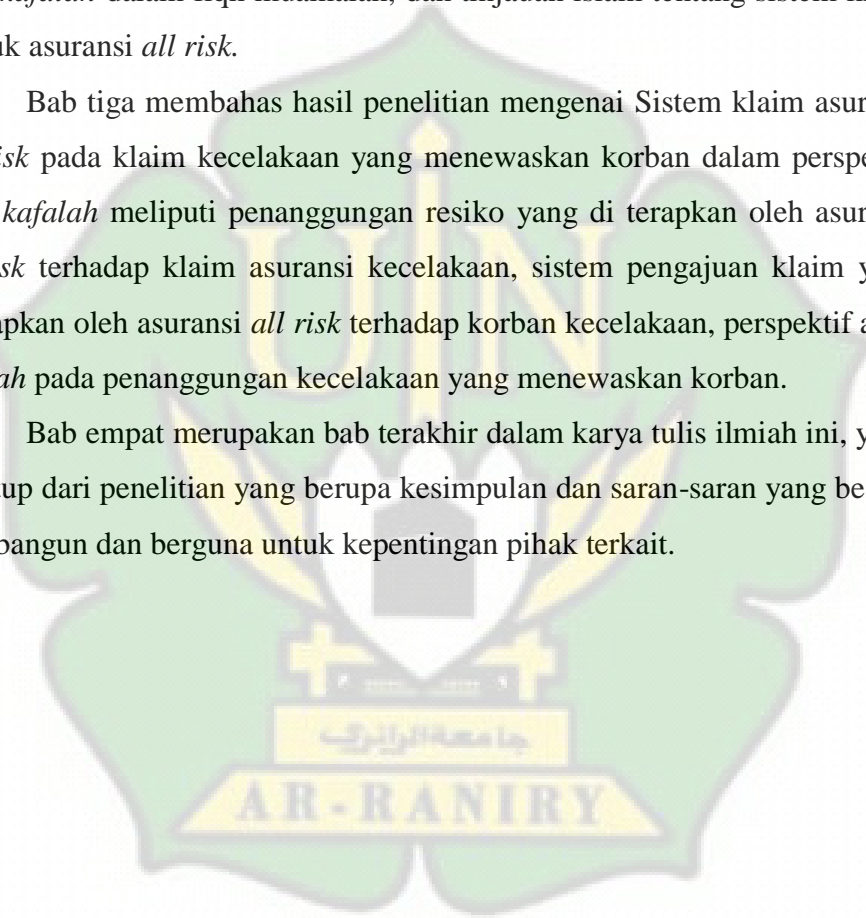 kafalah dalam fiqh muamalah, dan tinjauan islam tentang sistem
uk asuransi all risk.
Bab tiga membahas hasil penelitian mengenai Sistem klaim asur
isk pada klaim kecelakaan yang menewaskan korban dalam perspe
kafalah meliputi penanggungan resiko yang di terapkan oleh asur
sk terhadap klaim asuransi kecelakaan, sistem pengajuan klaim y
apkan oleh asuransi all risk terhadap korban kecelakaan, perspektif a
ah pada penanggungan kecelakaan yang menewaskan korban.
Bab empat merupakan bab terakhir dalam karya tulis ilmiah ini, y
tup dari penelitian yang berupa kesimpulan dan saran-saran yang be
bangun dan berguna untuk kepentingan pihak terkait.
UIN
جامعة الرانري
AR-RANIRY